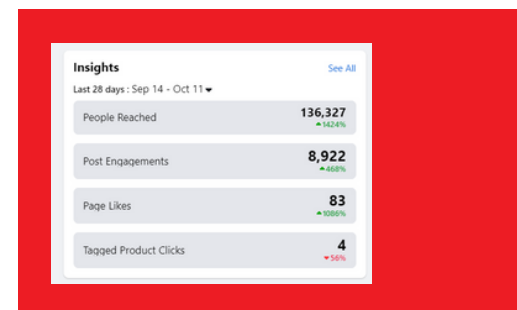 Insights See All
Last 28 days : Sep 14 - Oct 11
People Reached 136,327
1424%
Post Engagements 8,922
468%
Page Likes 83
1086%
Tagged Product Clicks 4
56%